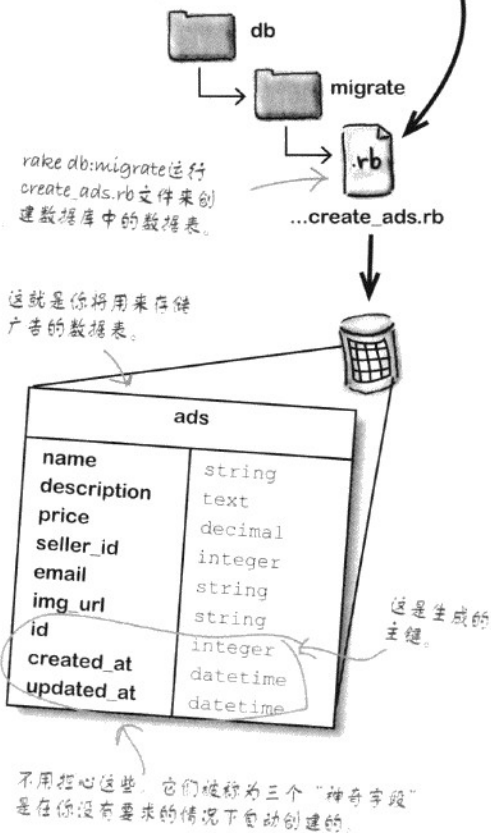 db
migrate
.rb
rake db:migrate运行
create_ads.rb文件来创
建数据库中的数据表。
...create_ads.rb
这就是你将用来存储
广告的数据表。
ads
name string
description text
price decimal
seller_id integer
email string
img_url string
id integer
created_at datetime
updated_at datetime
这是生成的
主键。
不用担心这些，它们被称为三个“神奇字段”
是在你没有要求的情况下自动创建的。